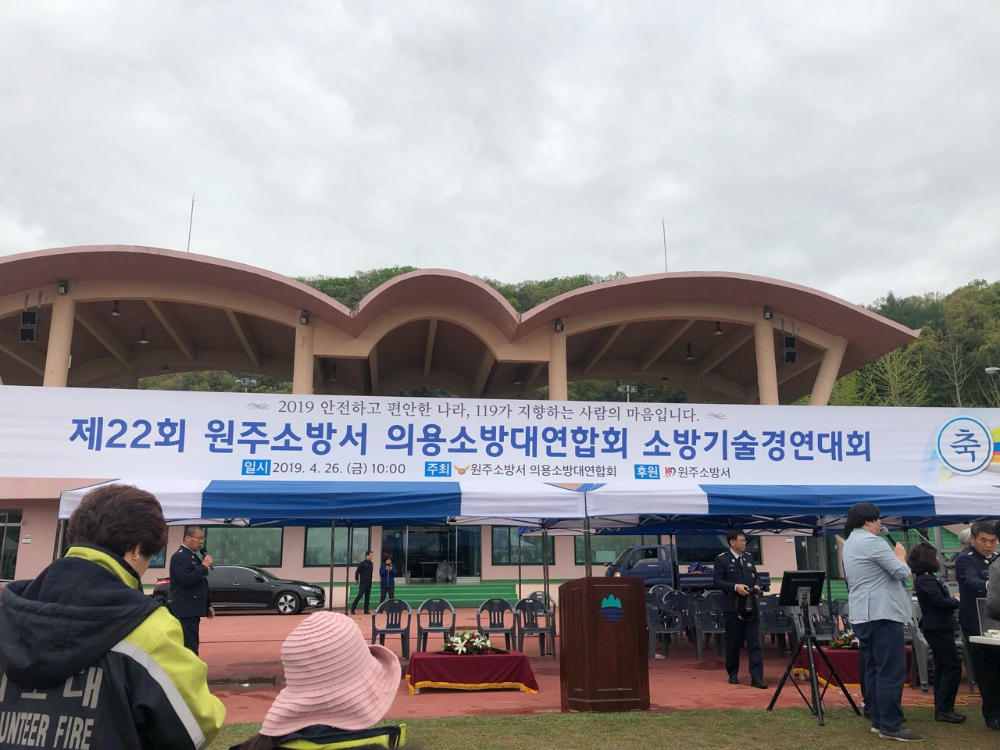 2019 안전하고 편안한 나라, 119가 지향하는 사람의 마음입니다.
제22회 원주소방서 의용소방대연합회 소방기술경연대회
일시 2019. 4. 26. (금) 10:00 주최 원주소방서 의용소방대연합회 후원 원주소방서
축
방대
UNTEER FIRE